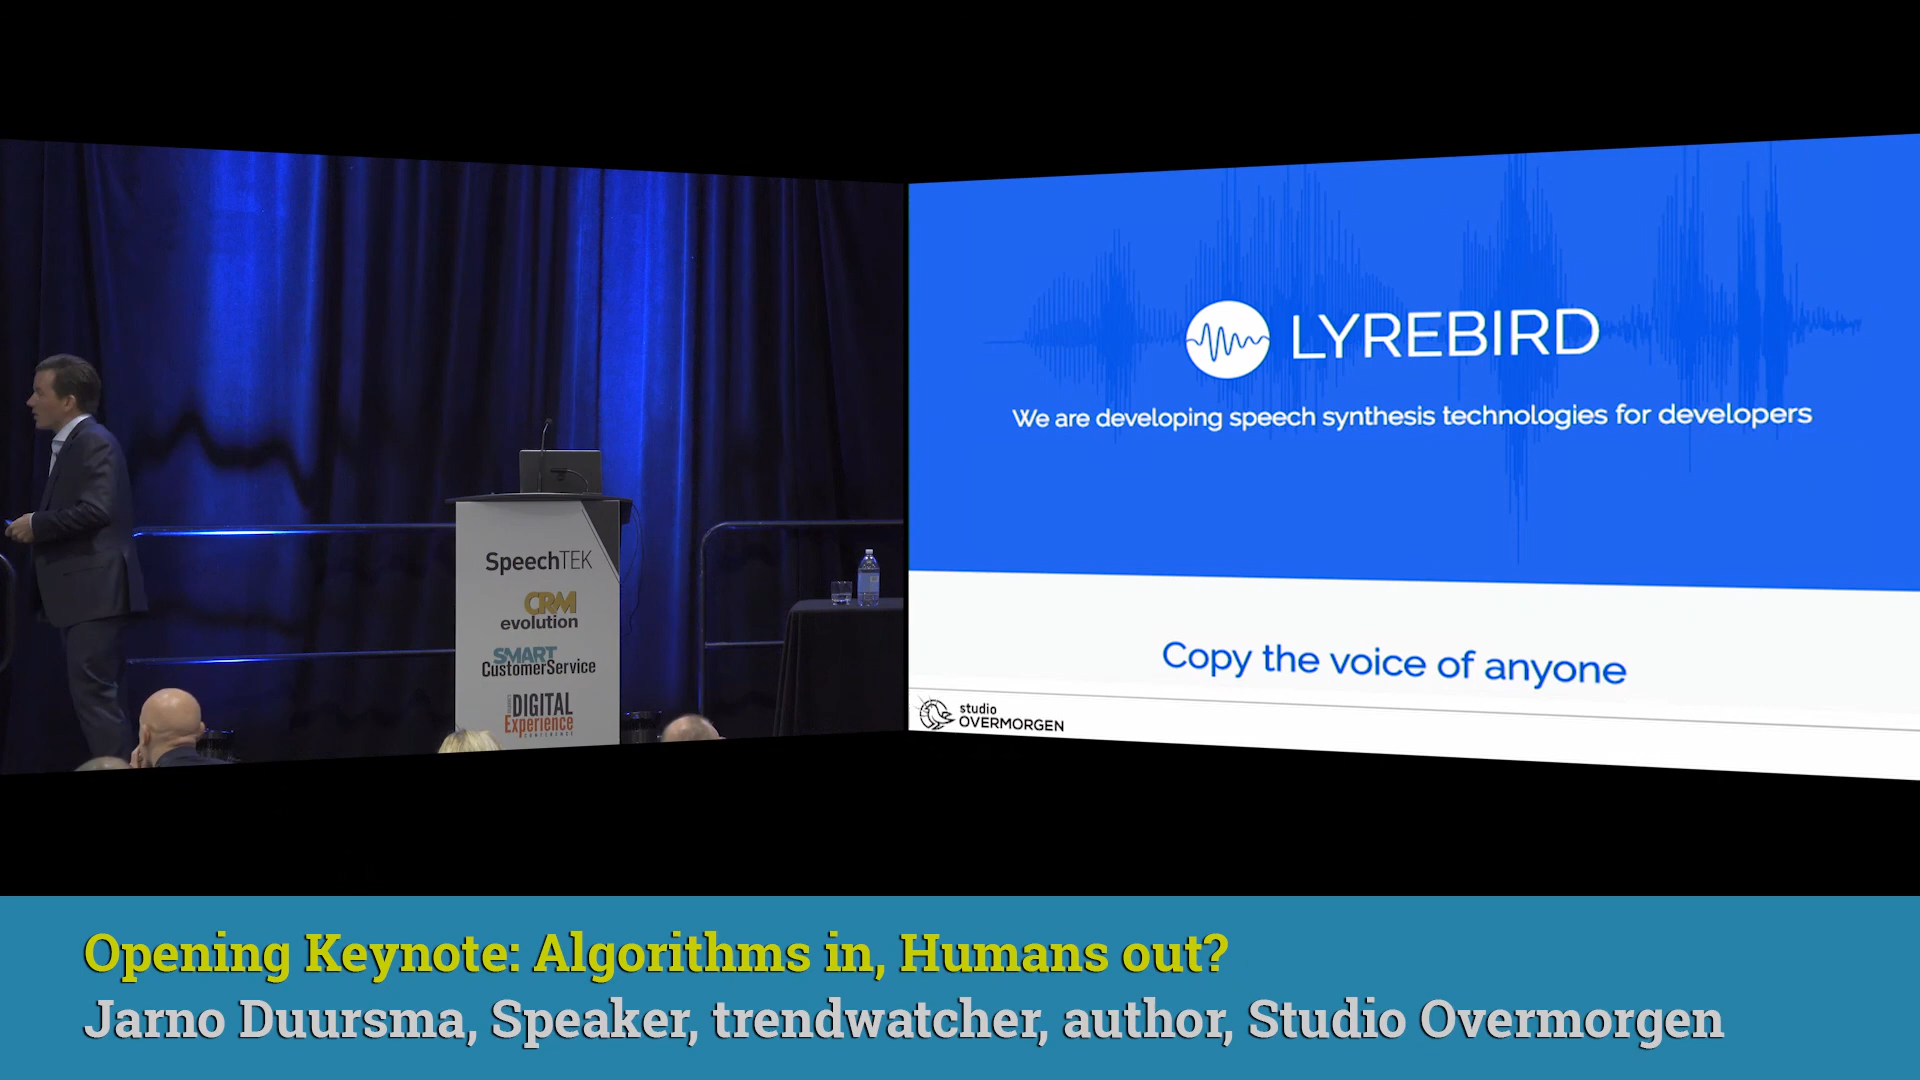 SpeechTEK
CRM
evolution
SMART
CustomerService
DIGITAL
Experience
CONFERENCE
LYREBIRD
We are developing speech synthesis technologies for developers
Copy the voice of anyone
studio
OVERMORGEN
Opening Keynote: Algorithms in, Humans out?
Jarno Duursma, Speaker, trendwatcher, author, Studio Overmorgen